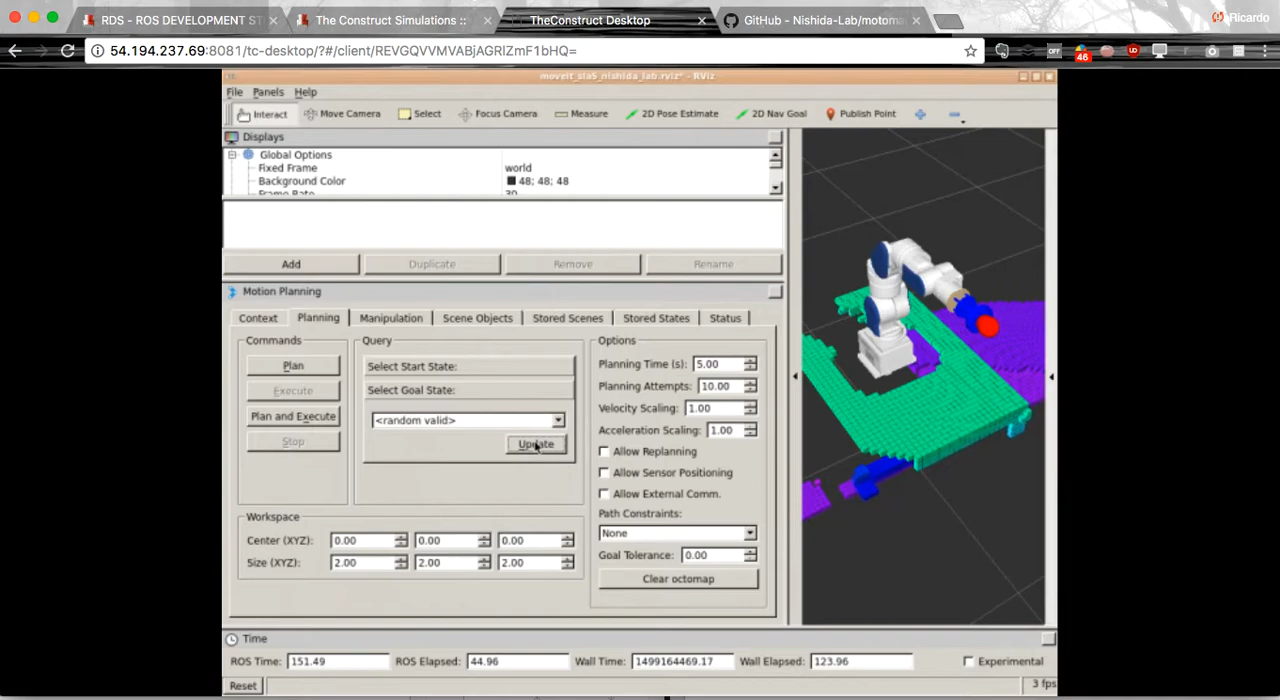 RDS - ROS DEVELOPMENT ST
The Construct Simulations ::
TheConstruct Desktop
GitHub - Nishida-Lab/motoma
Ricardo
54.194.237.69:8081/tc-desktop/?#/client/REVGQVVMVABjAGRlZmF1bHQ=
OFF
46
UD
moveit_sia5_nishida_lab.rviz* - RViz
File Panels Help
Interact Move Camera Select Focus Camera Measure 2D Pose Estimate 2D Nav Goal Publish Point
Displays
Global Options
Fixed Frame world
Background Color 48; 48; 48
Frame Rate 30
Add Duplicate Remove Rename
Motion Planning
Context Planning Manipulation Scene Objects Stored Scenes Stored States Status
Commands
Plan
Execute
Plan and Execute
Stop
Query
Select Start State:
Select Goal State:
<random valid>
Update
Options
Planning Time (s): 5.00
Planning Attempts: 10.00
Velocity Scaling: 1.00
Acceleration Scaling: 1.00
Allow Replanning
Allow Sensor Positioning
Allow External Comm.
Path Constraints:
None
Goal Tolerance: 0.00
Clear octomap
Workspace
Center (XYZ): 0.00 0.00 0.00
Size (XYZ): 2.00 2.00 2.00
Time
ROS Time: 151.49 ROS Elapsed: 44.96 Wall Time: 1499164469.17 Wall Elapsed: 123.96 Experimental
Reset 3 fps